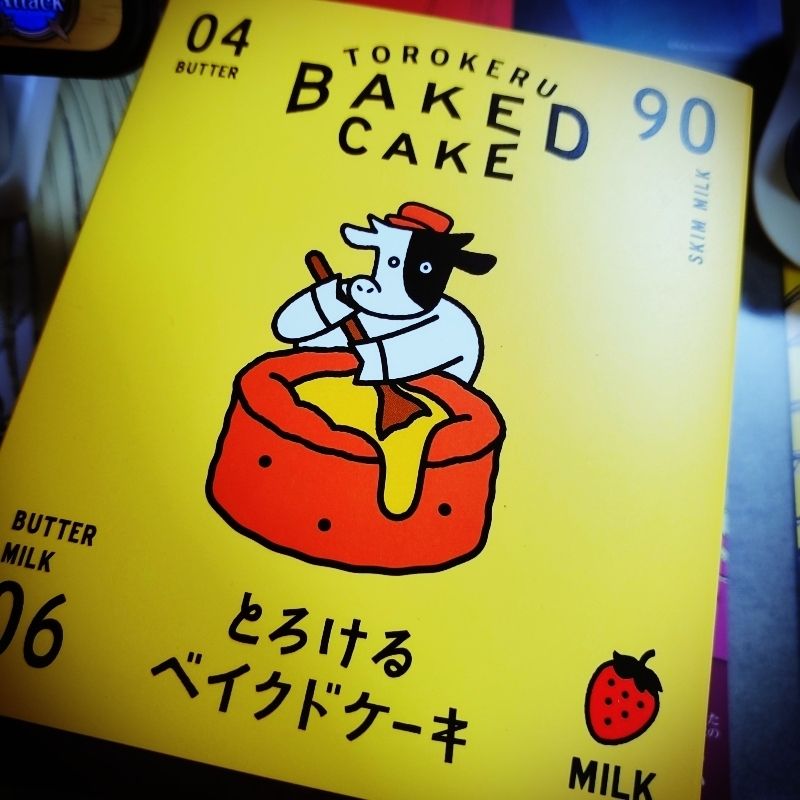 Attack
04
BUTTER
TOROKERU
BAKED
CAKE
90
SKIM MILK
BUTTER
MILK
06
とろける
ベイクドケーキ
MILK